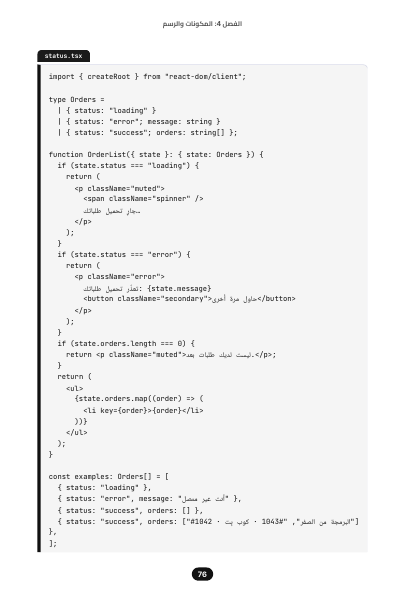 الفصل 4: المكونات والرسم
status.tsx
import { createRoot } from "react-dom/client";
type Orders =
| { status: "loading" }
| { status: "error"; message: string }
| { status: "success"; orders: string[] };
function OrderList({ state }: { state: Orders }) {
if (state.status === "loading") {
return (
<p className="muted">
<span className="spinner" />
جارٍ تحميل طلباتك…
</p>
);
}
if (state.status === "error") {
return (
<p className="error">
تعذّر تحميل طلباتك: {state.message}
<button className="secondary">حاول مرة أخرى</button>
</p>
);
}
if (state.orders.length === 0) {
return <p className="muted">ليست لديك طلبات بعد.</p>;
}
return (
<ul>
{state.orders.map((order) => (
<li key={order}>{order}</li>
))}
</ul>
);
}
const examples: Orders[] = [
{ status: "loading" },
{ status: "error", message: "أنت غير متصل" },
{ status: "success", orders: [] },
{ status: "success", orders: ["#1042 · كوب بت", "#1043 · البرمجة من الصفر"]
},
];
76